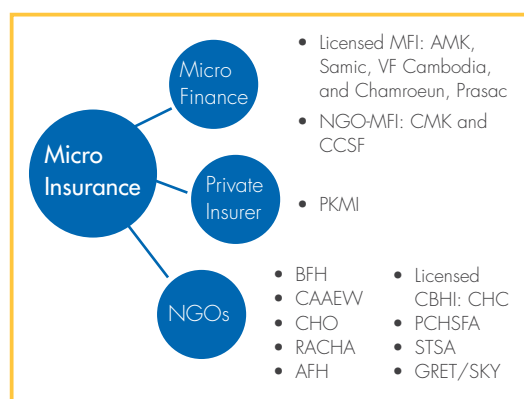 Micro
Finance
• Licensed MFI: AMK,
Samic, VF Cambodia,
and Chamroeun, Prasac
• NGO-MFI: CMK and
CCSF
Micro
Insurance
Private
Insurer
• PKMI
NGOs
• BFH
• CAAEW
• CHO
• RACHA
• AFH
• Licensed
CBHI: CHC
• PCHSFA
• STSA
• GRET/SKY